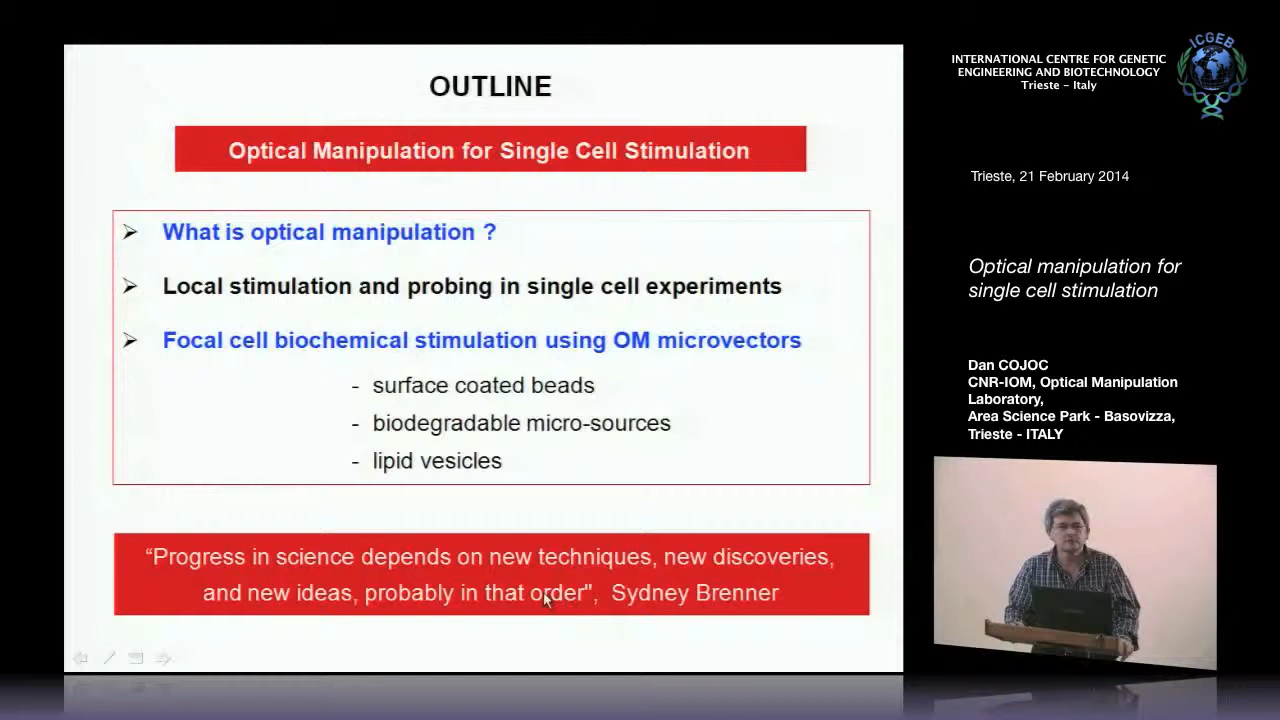 OUTLINE
Optical Manipulation for Single Cell Stimulation
What is optical manipulation ?
Local stimulation and probing in single cell experiments
Focal cell biochemical stimulation using OM microvectors
- surface coated beads
- biodegradable micro-sources
- lipid vesicles
“Progress in science depends on new techniques, new discoveries,
and new ideas, probably in that order", Sydney Brenner
INTERNATIONAL CENTRE FOR GENETIC
ENGINEERING AND BIOTECHNOLOGY
Trieste - Italy
ICGEB
Trieste, 21 February 2014
Optical manipulation for
single cell stimulation
Dan COJOC
CNR-IOM, Optical Manipulation
Laboratory,
Area Science Park - Basovizza,
Trieste - ITALY